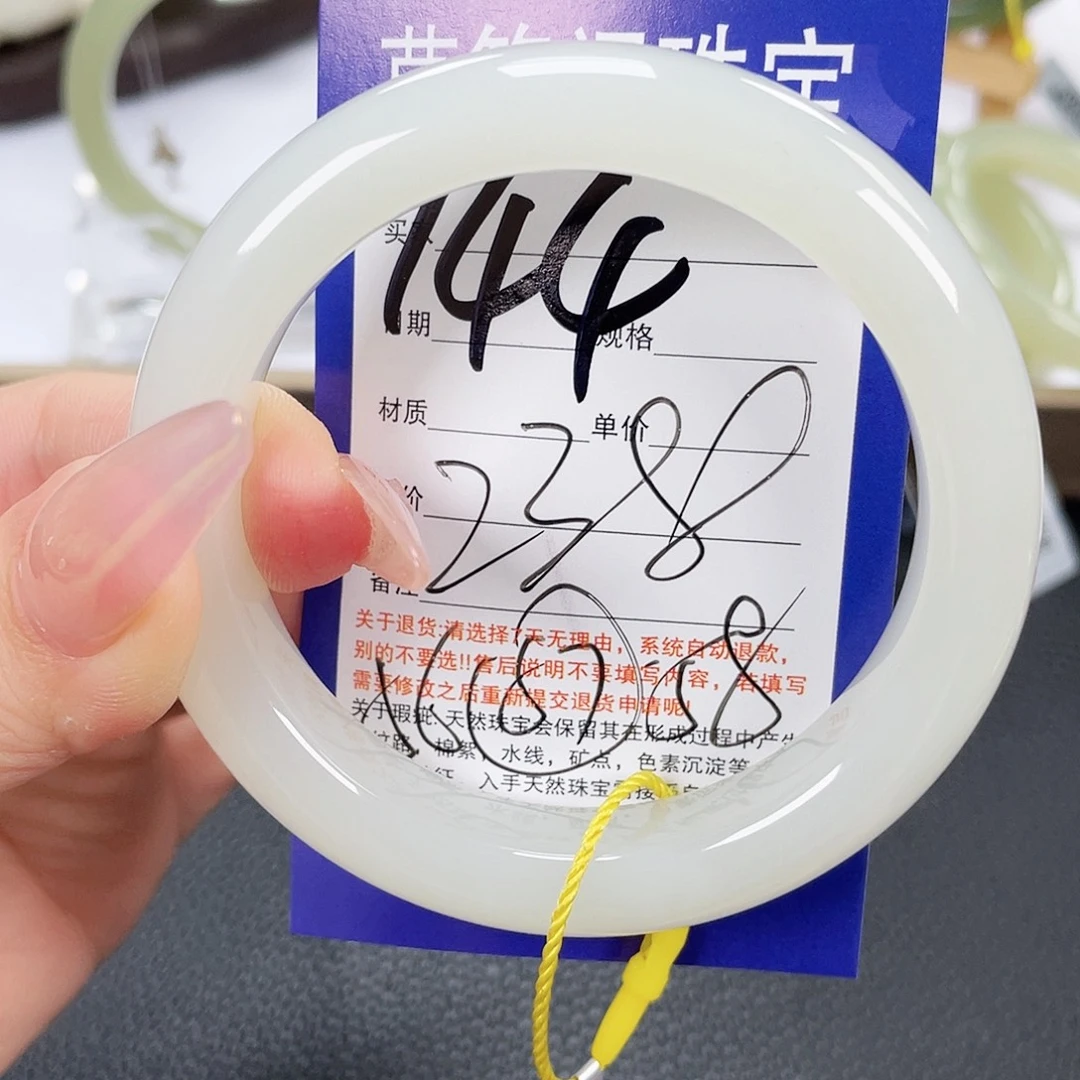 珠宝
144
买
期 规格
材质 单价
价 238
备注
关于退货:请选择7天无理由，系统自动退款，
别的不要选!!售后说明不要填写内容，若填写
需要修改之后重新提交退货申请呢!
关于瑕疵:天然珠宝会保留其在形成过程中产生
纹路，棉絮，水线，矿点，色素沉淀等
入手天然珠宝需接受